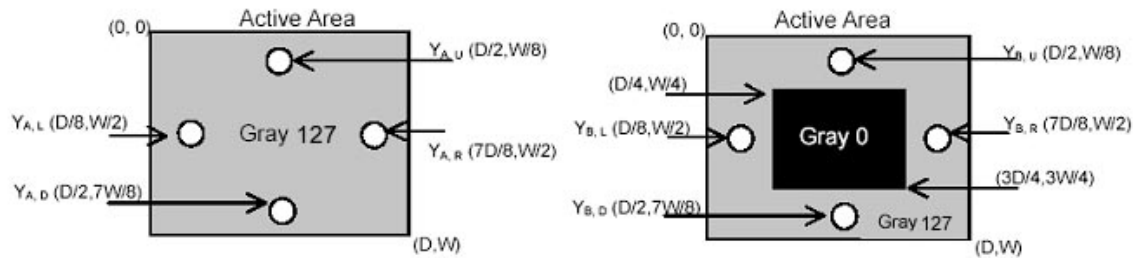 Active Area
(0, 0)
Y_A, U (D/2,W/8)
Y_A, L (D/8,W/2)
Gray 127
Y_A, R (7D/8,W/2)
Y_A, D (D/2,7W/8)
(D,W)
Active Area
(0, 0)
Y_B, U (D/2,W/8)
(D/4,W/4)
Y_B, L (D/8,W/2)
Gray 0
Y_B, R (7D/8,W/2)
(3D/4,3W/4)
Y_B, D (D/2,7W/8)
Gray 127
(D,W)